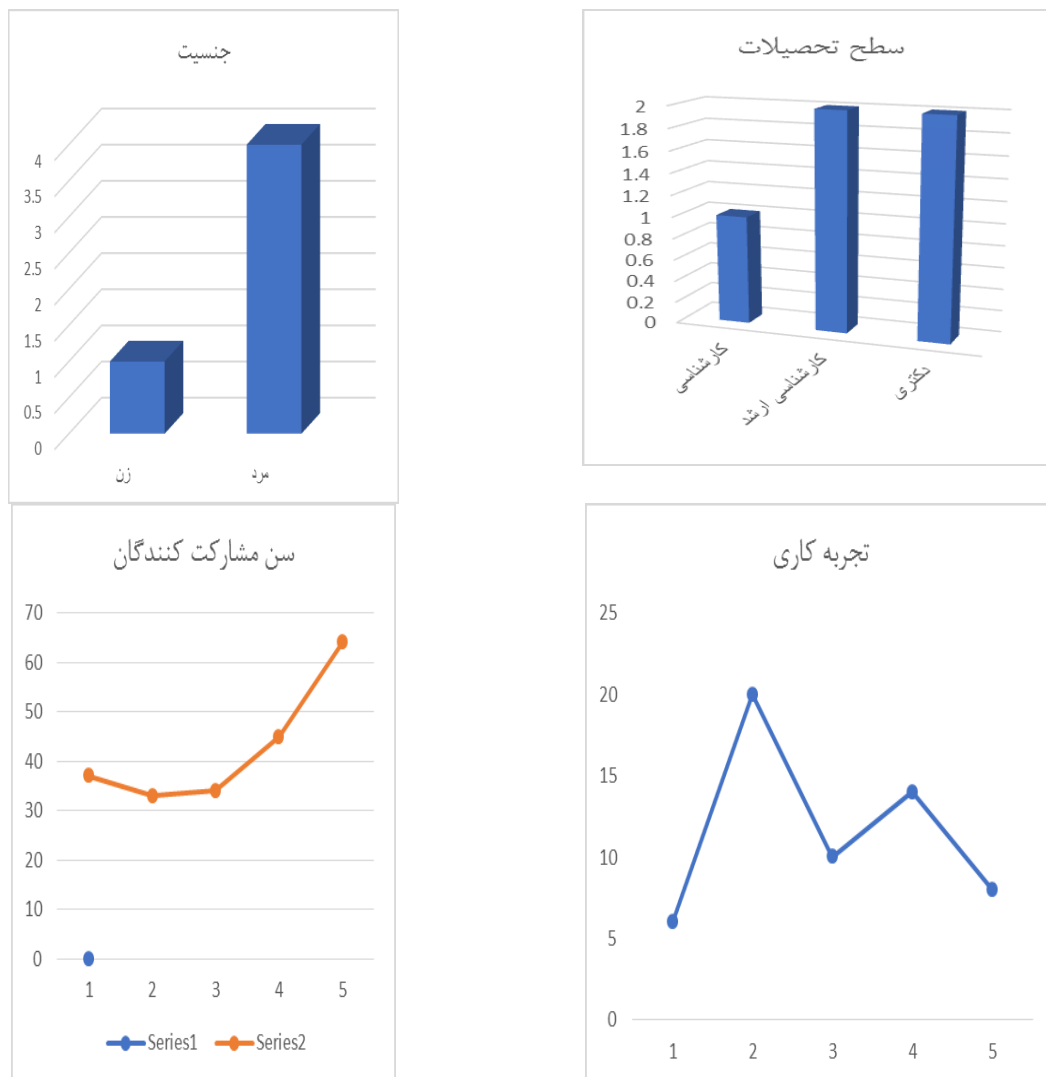 جنسیت
4
3.5
3
2.5
2
1.5
1
0.5
0
زن
مرد
سطح تحصیلات
2
1.8
1.6
1.4
1.2
1
0.8
0.6
0.4
0.2
0
کارشناسی
کارشناسی ارشد
دکتری
سن مشارکت کنندگان
70
60
50
40
30
20
10
0
1 2 3 4 5
Series1 Series2
تجربه کاری
25
20
15
10
5
0
1 2 3 4 5